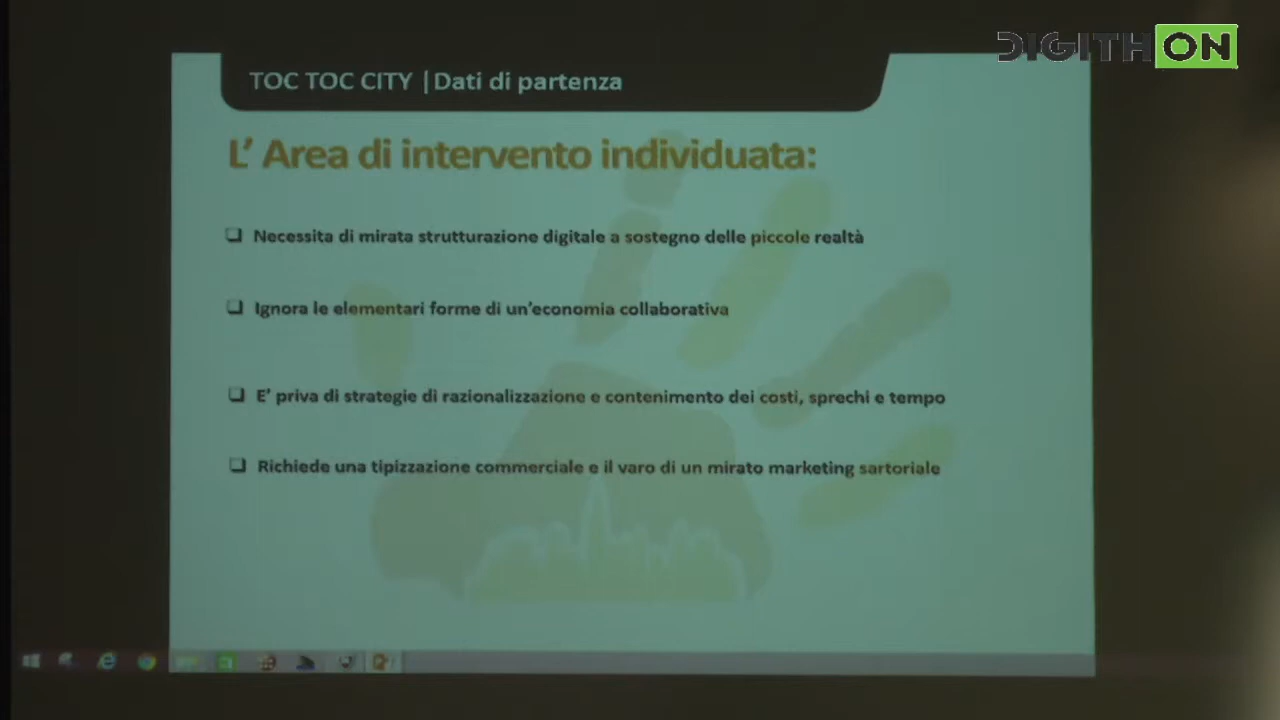 DIGITHON
TOC TOC CITY |Dati di partenza
L’ Area di intervento individuata:
❑ Necessita di mirata strutturazione digitale a sostegno delle piccole realtà
❑ Ignora le elementari forme di un’economia collaborativa
❑ E’ priva di strategie di razionalizzazione e contenimento dei costi, sprechi e tempo
❑ Richiede una tipizzazione commerciale e il varo di un mirato marketing sartoriale